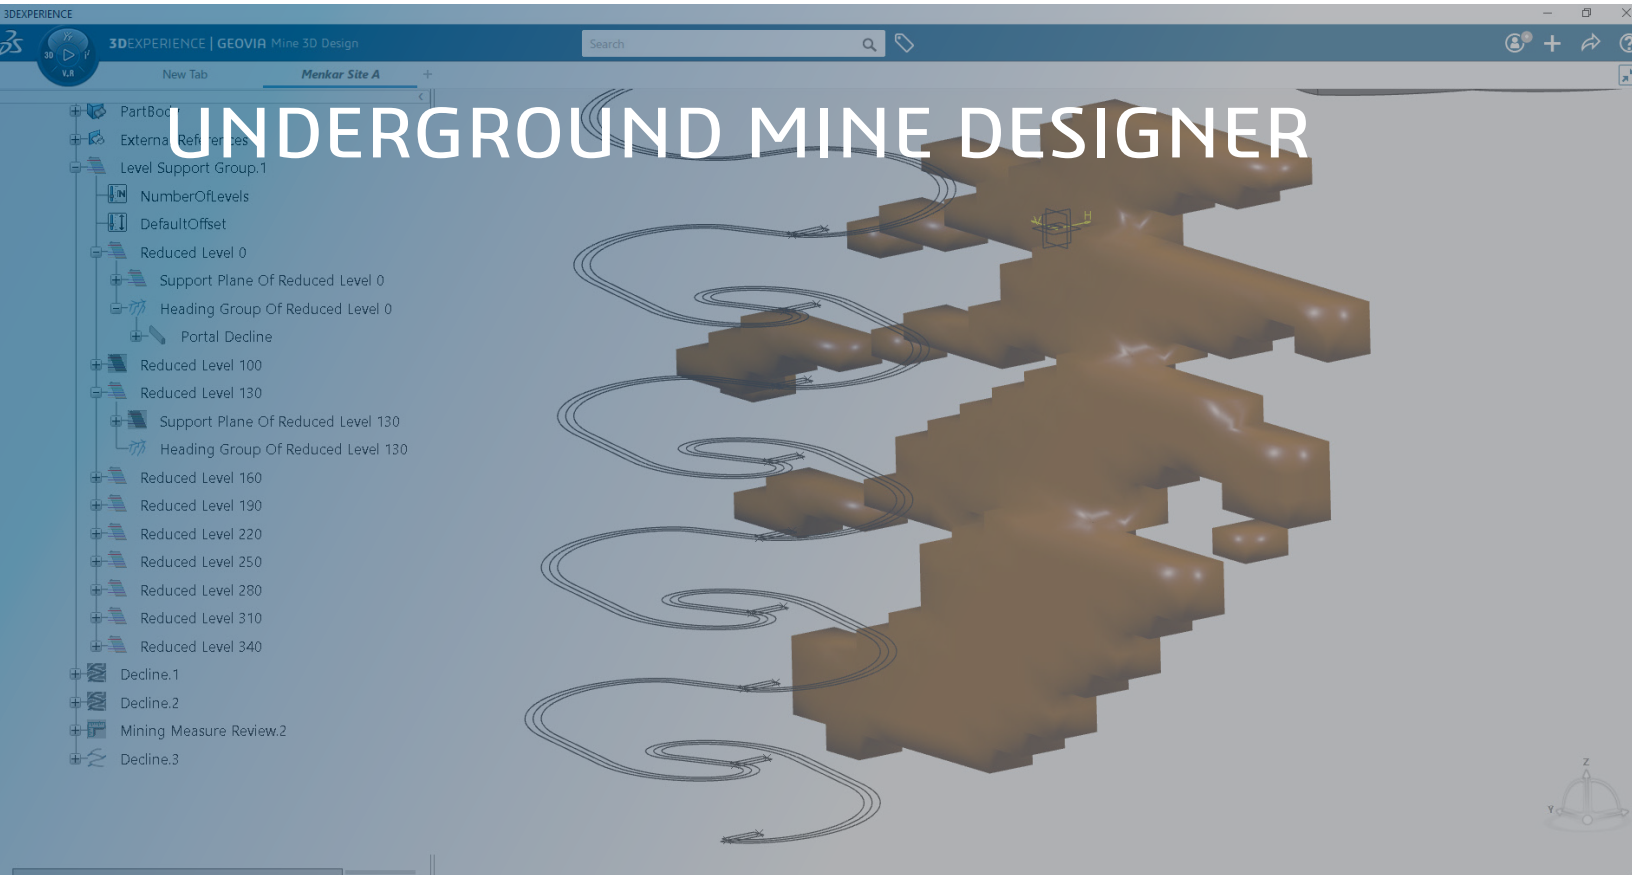 3DEXPERIENCE
3DEXPERIENCE | GEOVIA Mine 3D Design
Search
3D
V.R
New Tab
Menkar Site A
UNDERGROUND MINE DESIGNER
PartBody
External References
Level Support Group.1
NumberOfLevels
DefaultOffset
Reduced Level 0
Support Plane Of Reduced Level 0
Heading Group Of Reduced Level 0
Portal Decline
Reduced Level 100
Reduced Level 130
Support Plane Of Reduced Level 130
Heading Group Of Reduced Level 130
Reduced Level 160
Reduced Level 190
Reduced Level 220
Reduced Level 250
Reduced Level 280
Reduced Level 310
Reduced Level 340
Decline.1
Decline.2
Mining Measure Review.2
Decline.3
V
H
Z
Y